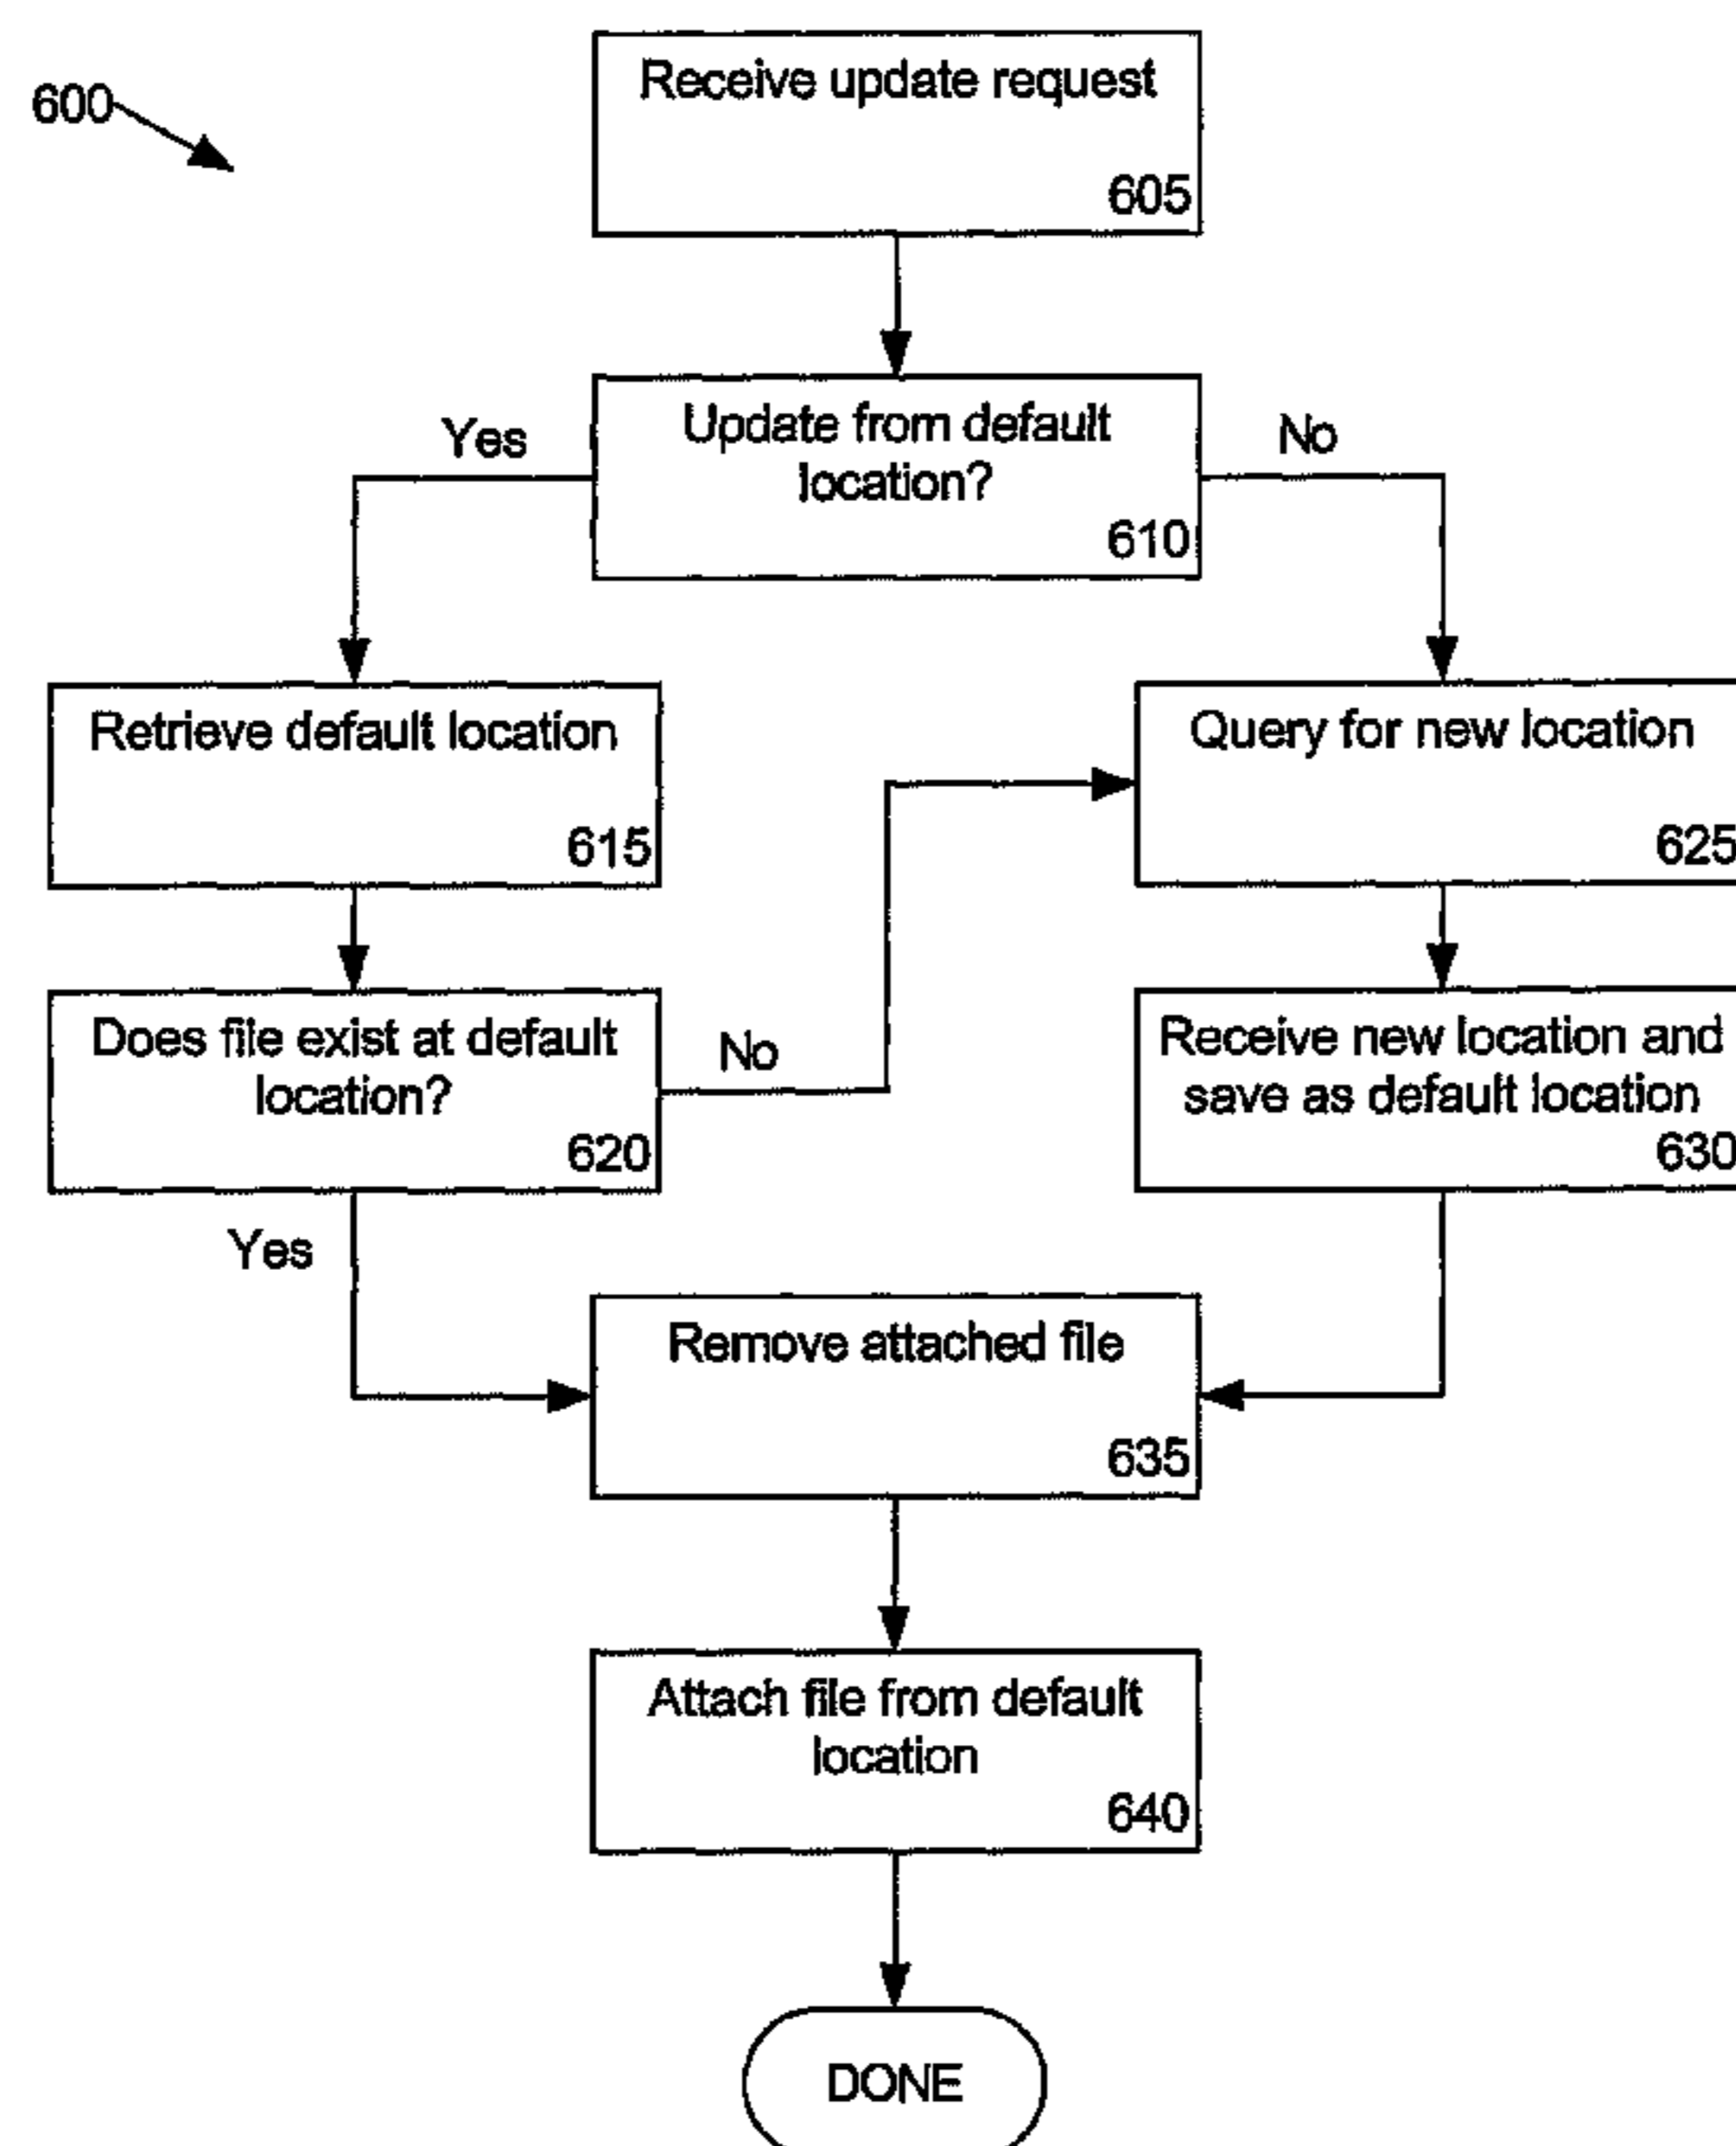 600
Receive update request
605
Update from default
location?
610
Yes
No
Retrieve default location
615
Query for new location
625
Does file exist at default
location?
620
No
Receive new location and
save as default location
630
Yes
Remove attached file
635
Attach file from default
location
640
DONE